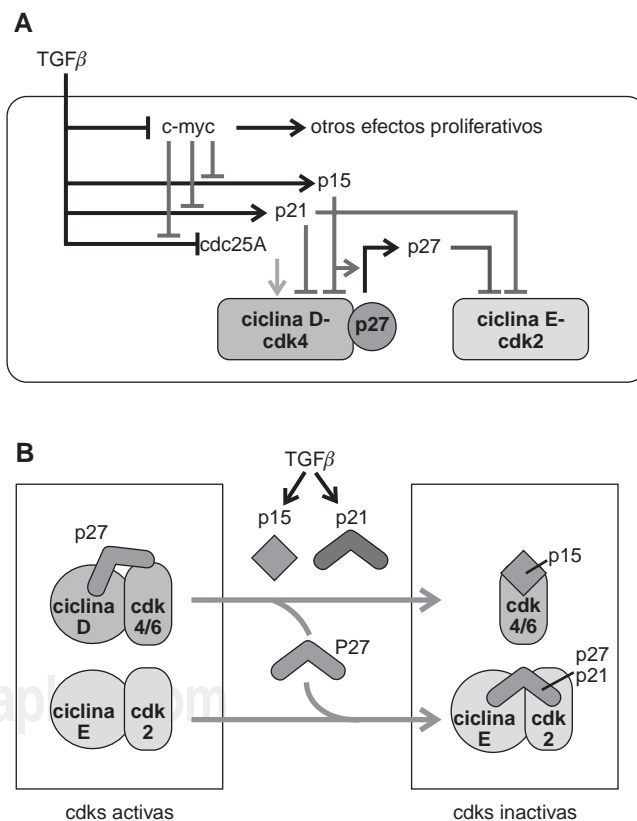 A
TGFβ
c-myc
otros efectos proliferativos
p15
p21
cdc25A
p27
ciclina D-
cdk4
p27
ciclina E-
cdk2
B
TGFβ
p15
p21
p27
ciclina
D
cdk
4/6
p15
cdk
4/6
P27
p27
p21
ciclina
E
cdk
2
ciclina
E
cdk
2
cdks activas
cdks inactivas